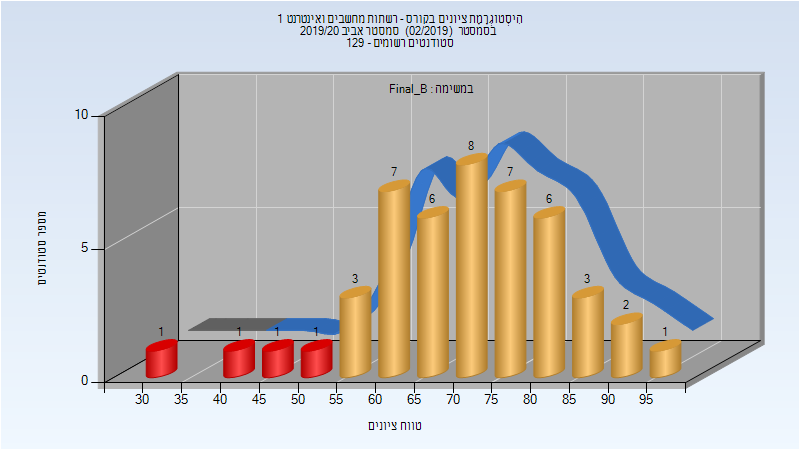 היסטוגרמת ציונים בקורס - רשתות מחשבים ואינטרנט 1
בסמסטר (02/2019) סמסטר אביב 2019/20
סטודנטים רשומים - 129
במשימה : Final_B
מספר סטודנטים
10
5
0
1
1
1
1
3
7
6
8
7
6
3
2
1
30 35 40 45 50 55 60 65 70 75 80 85 90 95
טווח ציונים